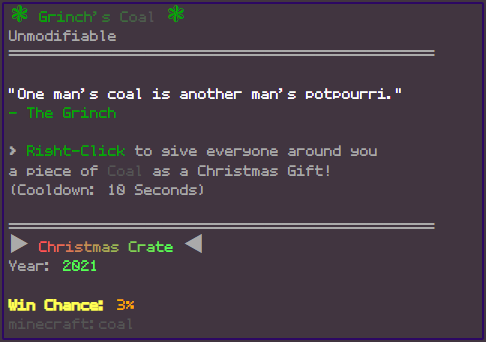 ❃ Grinch's Coal ❃
Unmodifiable
"One man's coal is another man's potpourri."
- The Grinch
> Right-Click to give everyone around you
a piece of Coal as a Christmas Gift!
(Cooldown: 10 Seconds)
▶ Christmas Crate ◀
Year: 2021
Win Chance: 3%
minecraft:coal